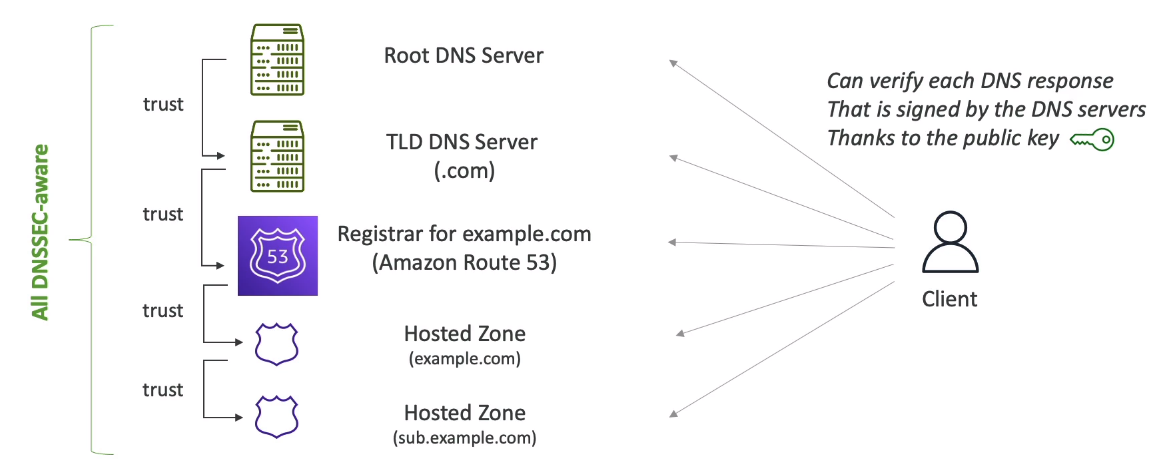 Root DNS Server
Can verify each DNS response
That is signed by the DNS servers
Thanks to the public key
trust
TLD DNS Server
(.com)
All DNSSEC-aware
trust
Registrar for example.com
(Amazon Route 53)
53
Client
trust
Hosted Zone
(example.com)
trust
Hosted Zone
(sub.example.com)